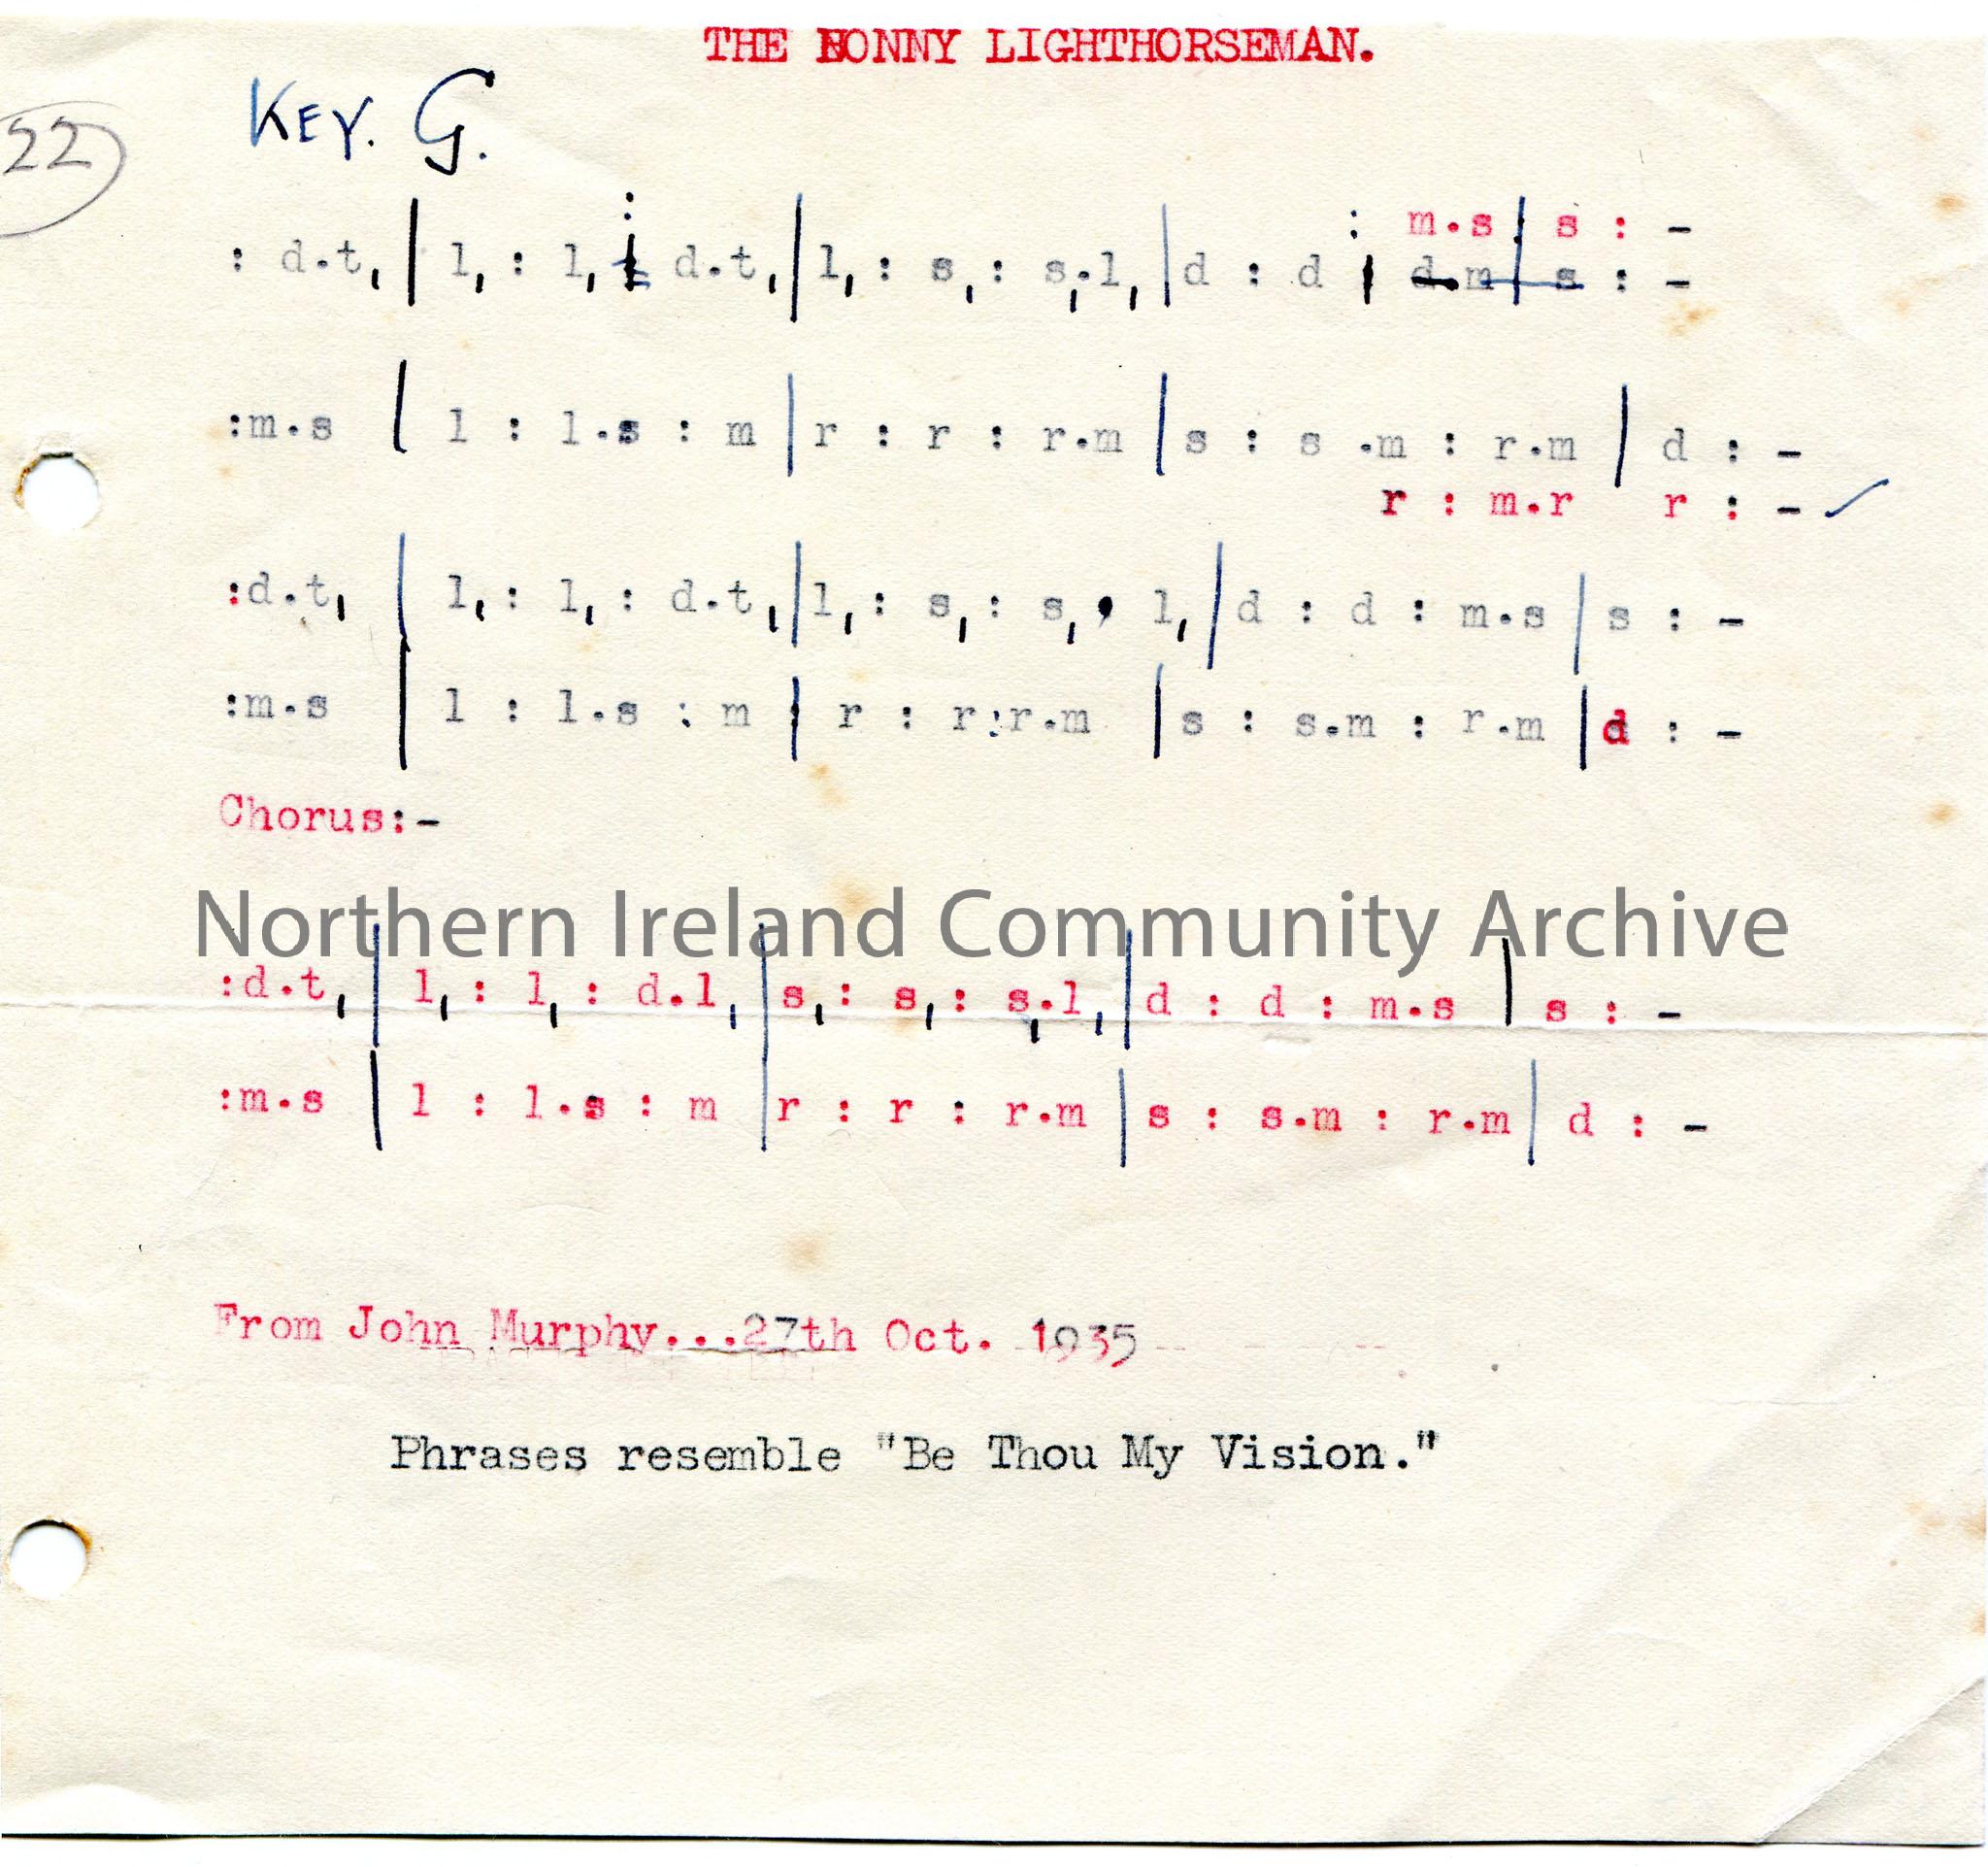 THE BONNY LIGHTHORSEMAN.
KEY. G.
22
: m.s | s : -
: d.t, | l, : l, : d.t, | l, : s, : s,.l, | d : d | d.m | s : -
:m.s | l : l.s : m | r : r : r.m | s : s .m : r.m | d : -
r : m.r r : - ✓
:d.t, | l, : l, : d.t, | l, : s, : s, . l, | d : d : m.s | s : -
:m.s | l : l.s : m | r : r:r.m | s : s.m : r.m | d : -
Chorus:-
Northern Ireland Community Archive
:d.t, | l, : l, : d.l, | s, : s, : s,.l, | d : d : m.s | s : -
:m.s | l : l.s : m | r : r : r.m | s : s.m : r.m | d : -
From John Murphy...27th Oct. 1935
Phrases resemble "Be Thou My Vision."